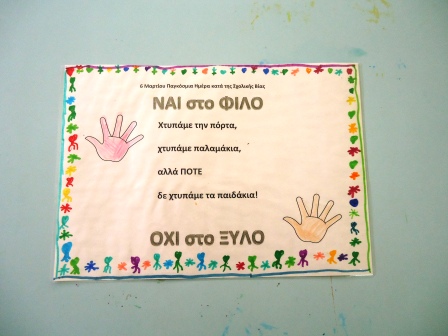 6 Μαρτίου Παγκόσμια Ημέρα κατά της Σχολικής Βίας
ΝΑΙ στο ΦΙΛΟ
Χτυπάμε την πόρτα,
χτυπάμε παλαμάκια,
αλλά ΠΟΤΕ
δε χτυπάμε τα παιδάκια!
ΟΧΙ στο ΞΥΛΟ